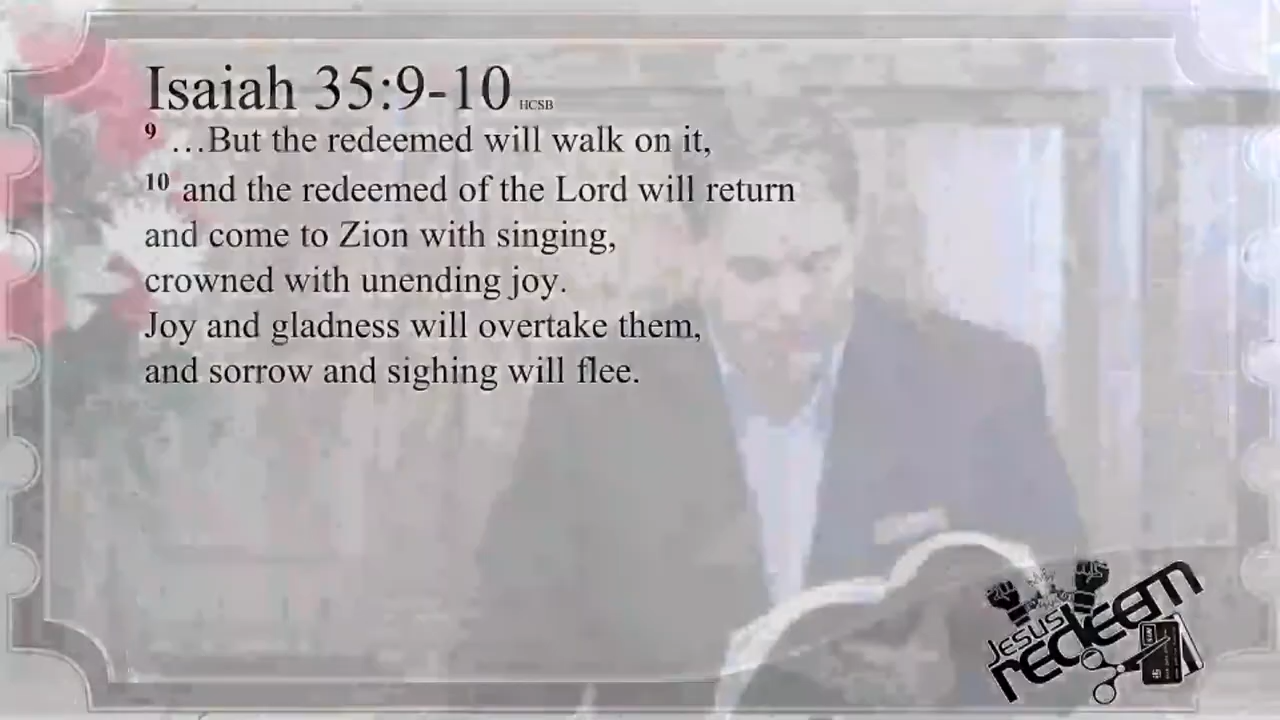 Isaiah 35:9-10 HCSB
9 …But the redeemed will walk on it,
10 and the redeemed of the Lord will return
and come to Zion with singing,
crowned with unending joy.
Joy and gladness will overtake them,
and sorrow and sighing will flee.
JESUS
redeem